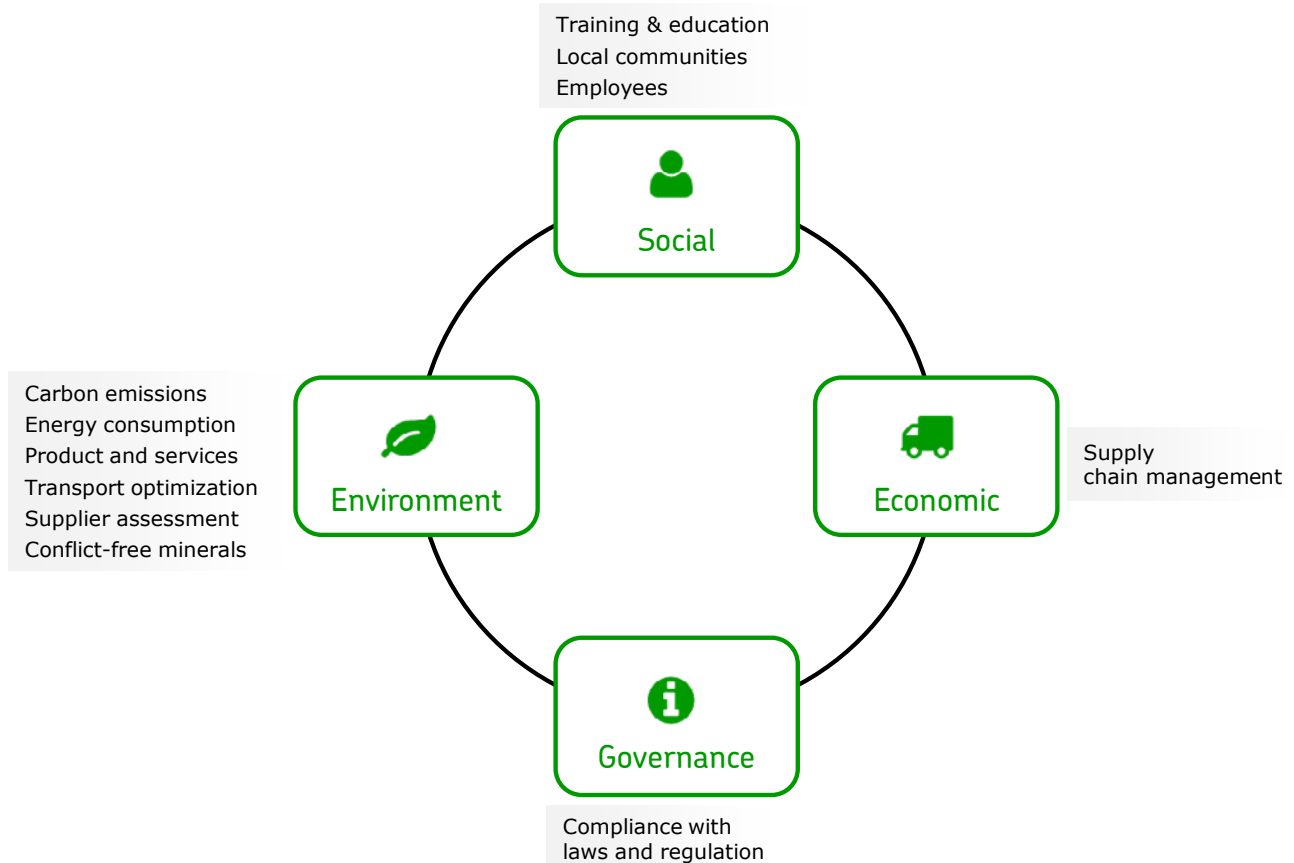 Training & education
Local communities
Employees
Social
Carbon emissions
Energy consumption
Product and services
Transport optimization
Supplier assessment
Conflict-free minerals
Environment
Economic
Supply
chain management
Governance
Compliance with
laws and regulation